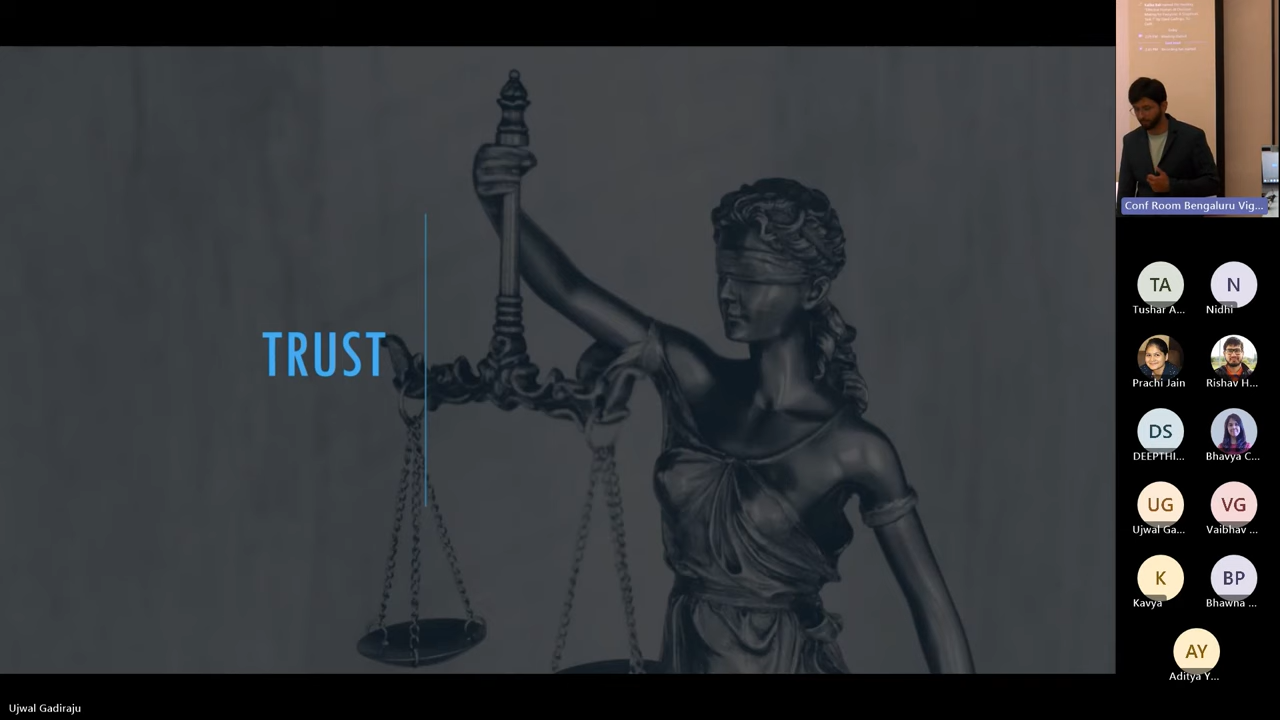 TRUST
Conf Room Bengaluru Vig...
TA
N
Tushar A...
Nidhi
Prachi Jain
Rishav H...
DS
DEEPTHI...
Bhavya C...
UG
VG
Ujwal Ga...
Vaibhav ...
K
BP
Kavya
Bhawna ...
AY
Aditya Y...
Ujwal Gadiraju